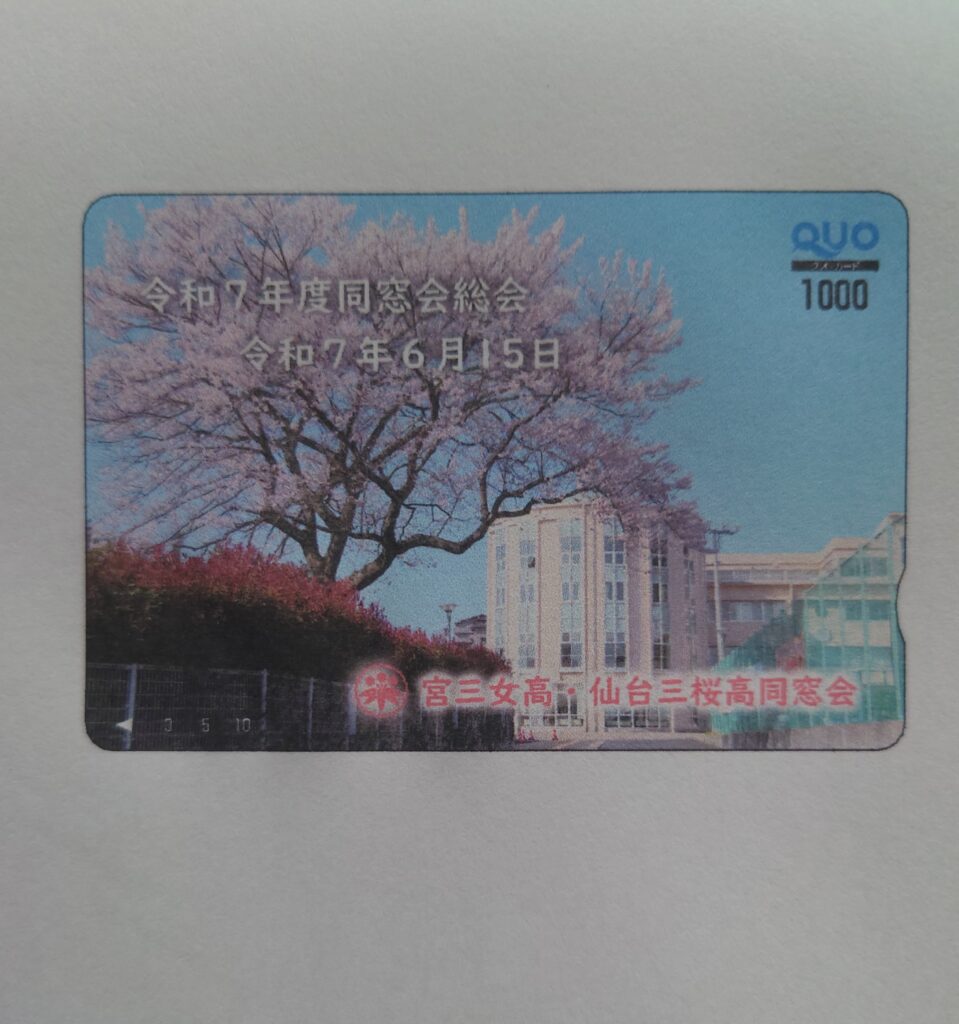 令和7年度同窓会総会
令和7年6月15日
QUO
クオ・カード
1000
宮三女高・仙台三桜高同窓会
3 5 10